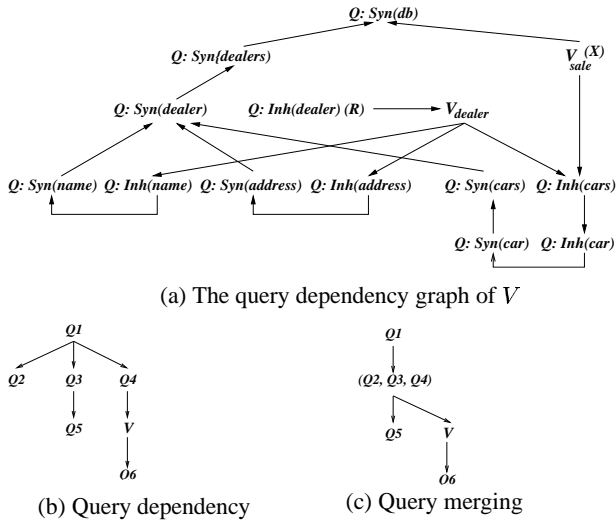 Q: Syn(db)
Q: Syn{dealers)
V_sale (X)
Q: Syn(dealer) Q: Inh(dealer) (R) V_dealer
Q: Syn(name) Q: Inh(name) Q: Syn(address) Q: Inh(address) Q: Syn(cars) Q: Inh(cars)
Q: Syn(car) Q: Inh(car)
(a) The query dependency graph of V
Q1
Q2 Q3 Q4
Q5 V
O6
(b) Query dependency
Q1
(Q2, Q3, Q4)
Q5 V
O6
(c) Query merging